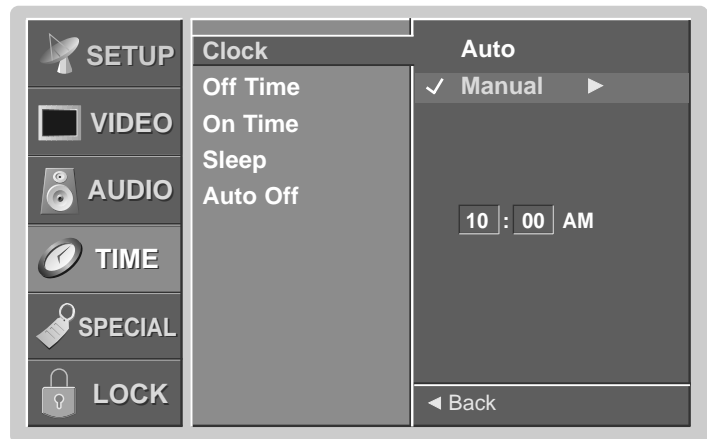 SETUP
VIDEO
AUDIO
TIME
SPECIAL
LOCK
Clock
Off Time
On Time
Sleep
Auto Off
Auto
✓ Manual ►
10 : 00 AM
◄ Back